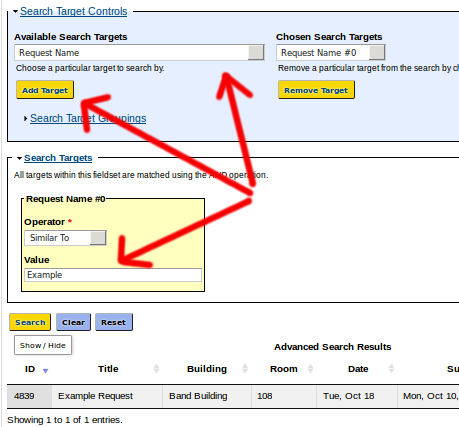 Search Target Controls
Available Search Targets Chosen Search Targets
Request Name Request Name #0
Choose a particular target to search by. Remove a particular target from the search by cl
Add Target Remove Target
Search Target Groupings
Search Targets
All targets within this fieldset are matched using the AND operation.
Request Name #0
Operator *
Similar To
Value
Example
Search Clear Reset
Show / Hide
Advanced Search Results
ID Title Building Room Date Su
4839 Example Request Band Building 108 Tue, Oct 18 Mon, Oct 10,
Showing 1 to 1 of 1 entries.